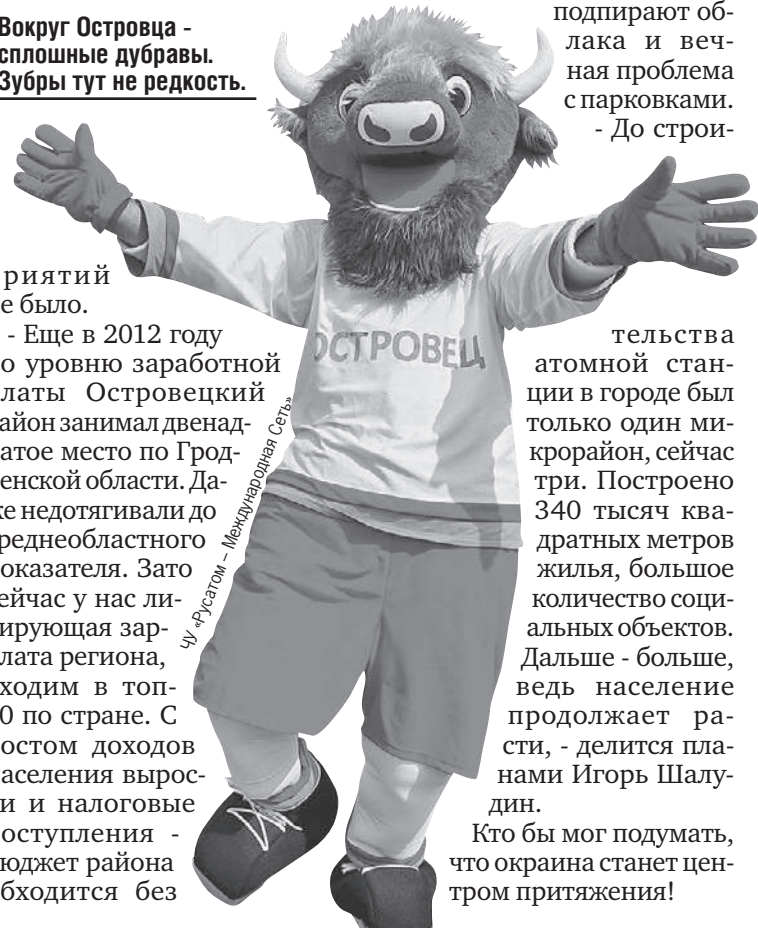 Вокруг Островца -
сплошные дубравы.
Зубры тут не редкость.
риятий
е было.
- Еще в 2012 году
о уровню заработной
латы Островецкий
айон занимал двенад-
атое место по Грод-
енской области. Да-
же недотягивали до
реднеобластного
оказателя. Зато
ейчас у нас ли-
ирующая зар-
лата региона,
ходим в топ-
0 по стране. С
остом доходов
аселения вырос-
и и налоговые
оступления -
юджет района
бходится без
ЧУ «Русатом – Международная Сеть»
ОСТРОВЕЦ
подпирают об-
лака и веч-
ная проблема
с парковками.
- До строи-
тельства
атомной стан-
ции в городе был
только один ми-
крорайон, сейчас
три. Построено
340 тысяч ква-
дратных метров
жилья, большое
количество соци-
альных объектов.
Дальше - больше,
ведь население
продолжает ра-
сти, - делится пла-
нами Игорь Шалу-
дин.
Кто бы мог подумать,
что окраина станет цен-
тром притяжения!